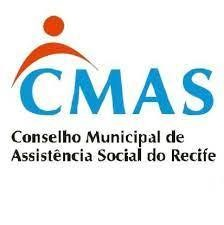 CMAS
Conselho Municipal de
Assistência Social do Recife